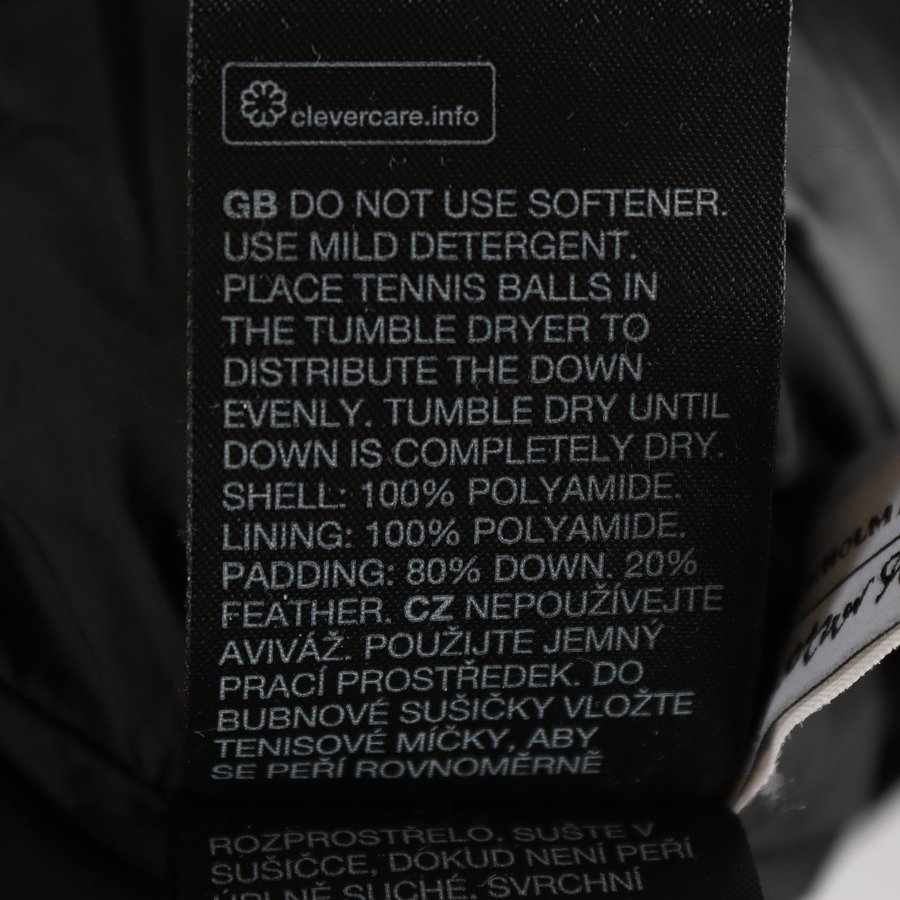 clevercare.info
GB DO NOT USE SOFTENER.
USE MILD DETERGENT.
PLACE TENNIS BALLS IN
THE TUMBLE DRYER TO
DISTRIBUTE THE DOWN
EVENLY. TUMBLE DRY UNTIL
DOWN IS COMPLETELY DRY.
SHELL: 100% POLYAMIDE.
LINING: 100% POLYAMIDE.
PADDING: 80% DOWN. 20%
FEATHER. CZ NEPOUŽÍVEJTE
AVIVÁŽ. POUŽIJTE JEMNÝ
PRACÍ PROSTŘEDEK. DO
BUBNOVÉ SUŠIČKY VLOŽTE
TENISOVÉ MÍČKY, ABY
SE PEŘÍ ROVNOMĚRNĚ
ROZPROSTŘELO. SUŠTE V
SUŠIČCE, DOKUD NENÍ PEŘÍ
ÚPLNĚ SUCHÉ. SVRCHNÍ